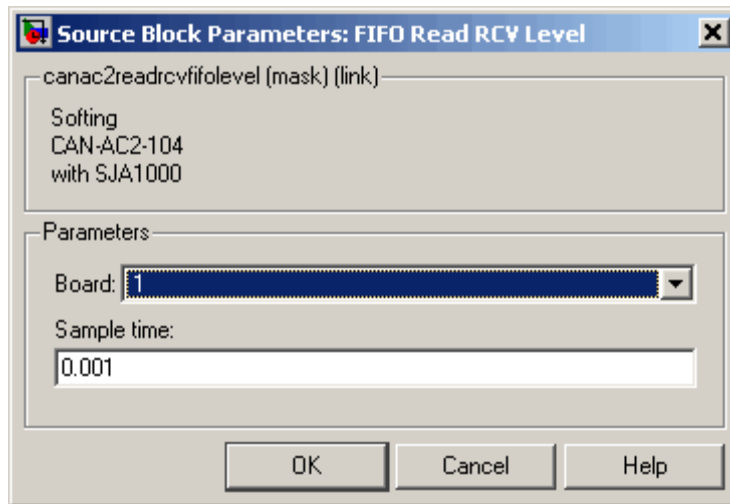 Source Block Parameters: FIFO Read RCV Level
canac2readrcvfifolevel (mask) (link)
Softing
CAN-AC2-104
with SJA1000
Parameters
Board: 1
Sample time:
0.001
OK Cancel Help